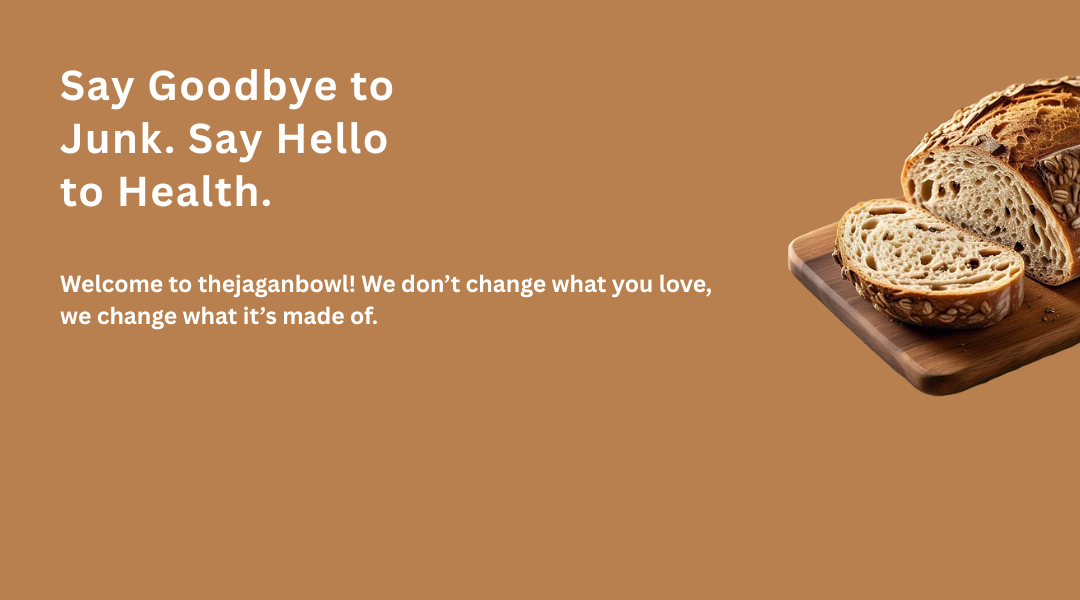 Say Goodbye to
Junk. Say Hello
to Health.
Welcome to thejaganbowl! We don’t change what you love,
we change what it’s made of.